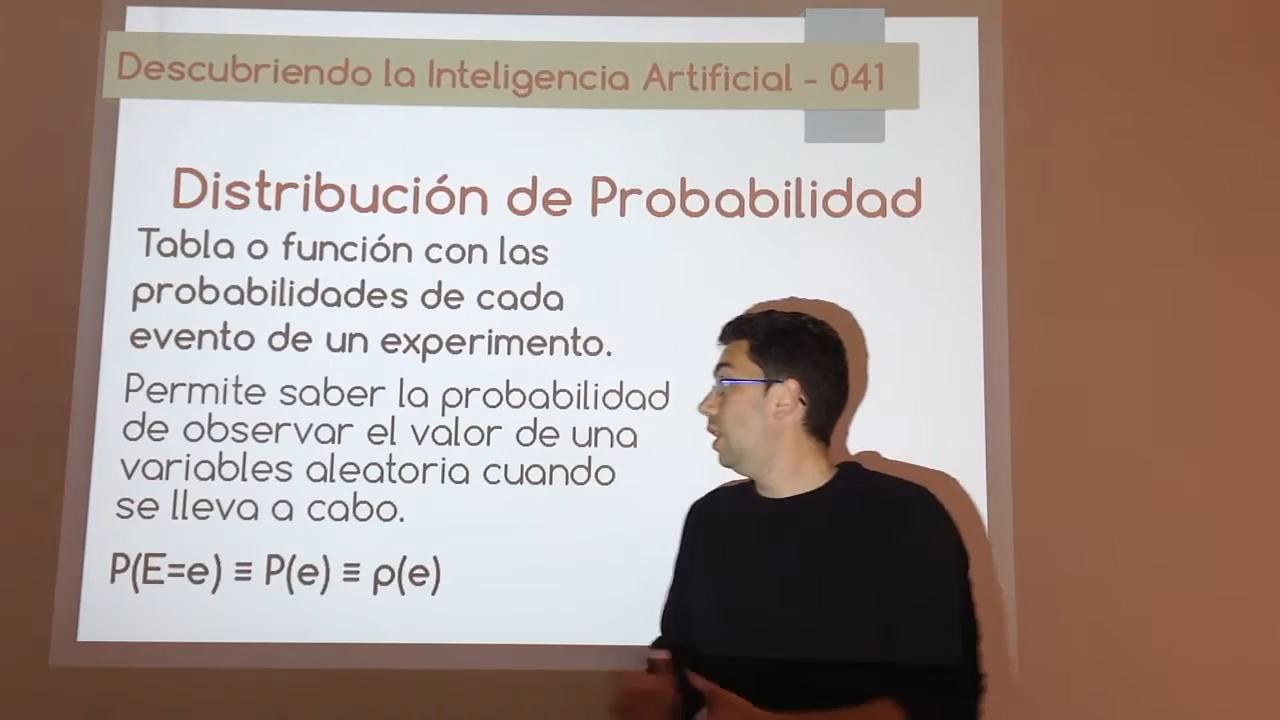 Descubriendo la Inteligencia Artificial - 041
Distribución de Probabilidad
Tabla o función con las
probabilidades de cada
evento de un experimento.
Permite saber la probabilidad
de observar el valor de una
variables aleatoria cuando
se lleva a cabo.
P(E=e) ≡ P(e) ≡ ρ(e)